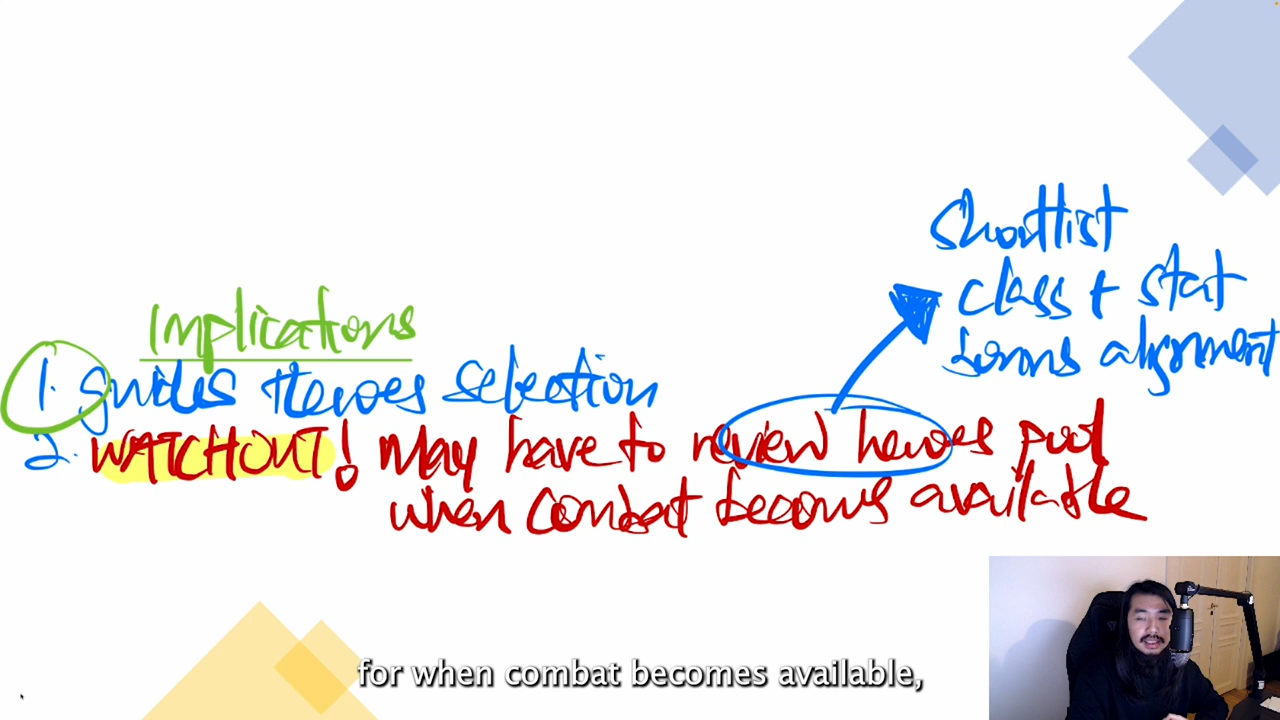 Shortlist
class + stat
terms alignment
Implications
1. guides Heroes selection
2. WATCHOUT! May have to review heroes pool
when combat becomes available
for when combat becomes available,